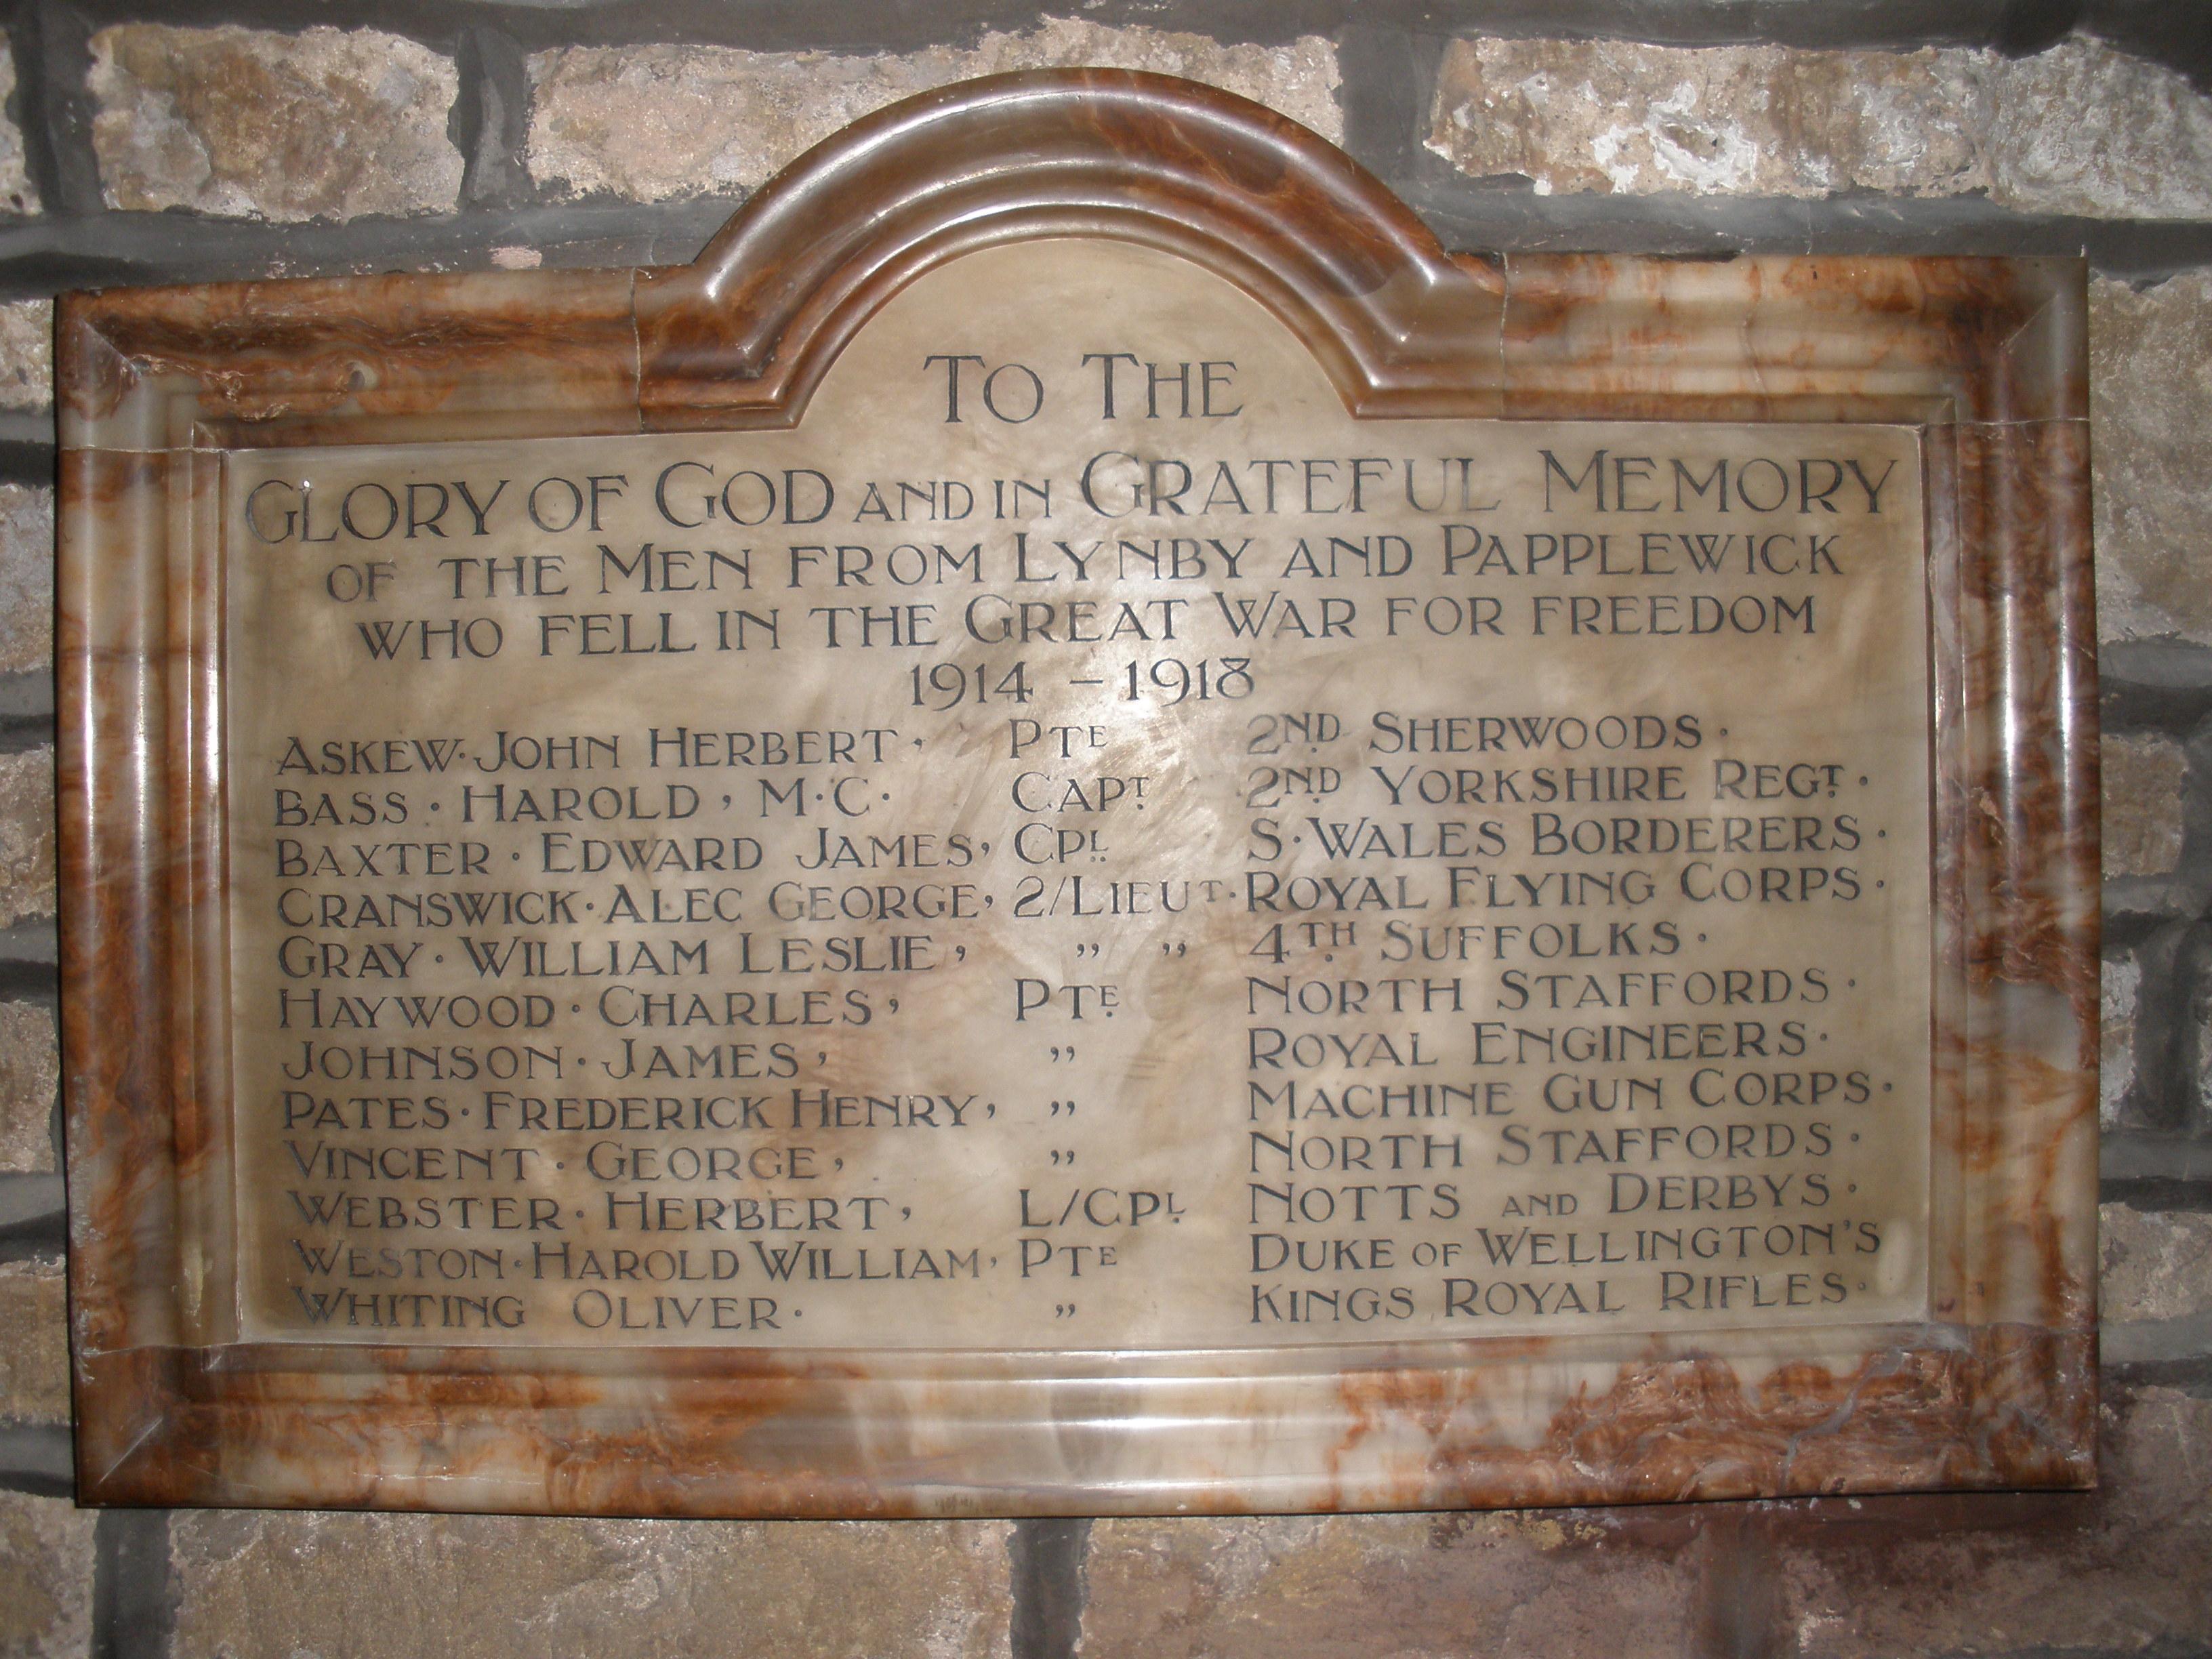 TO THE
GLORY OF GOD AND IN GRATEFUL MEMORY
OF THE MEN FROM LYNBY AND PAPPLEWICK
WHO FELL IN THE GREAT WAR FOR FREEDOM
1914 – 1918
ASKEW· JOHN HERBERT, PTE 2ND SHERWOODS·
BASS· HAROLD, M·C· CAPT 2ND YORKSHIRE REGT·
BAXTER· EDWARD JAMES, CPL S·WALES BORDERERS·
CRANSWICK· ALEC GEORGE, 2/LIEUT· ROYAL FLYING CORPS·
GRAY· WILLIAM LESLIE, " " 4TH SUFFOLKS·
HAYWOOD· CHARLES, PTE NORTH STAFFORDS·
JOHNSON· JAMES, " ROYAL ENGINEERS·
PATES· FREDERICK HENRY, " MACHINE GUN CORPS·
VINCENT· GEORGE, " NORTH STAFFORDS·
WEBSTER· HERBERT, L/CPL NOTTS AND DERBYS·
WESTON· HAROLD WILLIAM, PTE DUKE OF WELLINGTON'S
WHITING OLIVER· " KINGS ROYAL RIFLES·